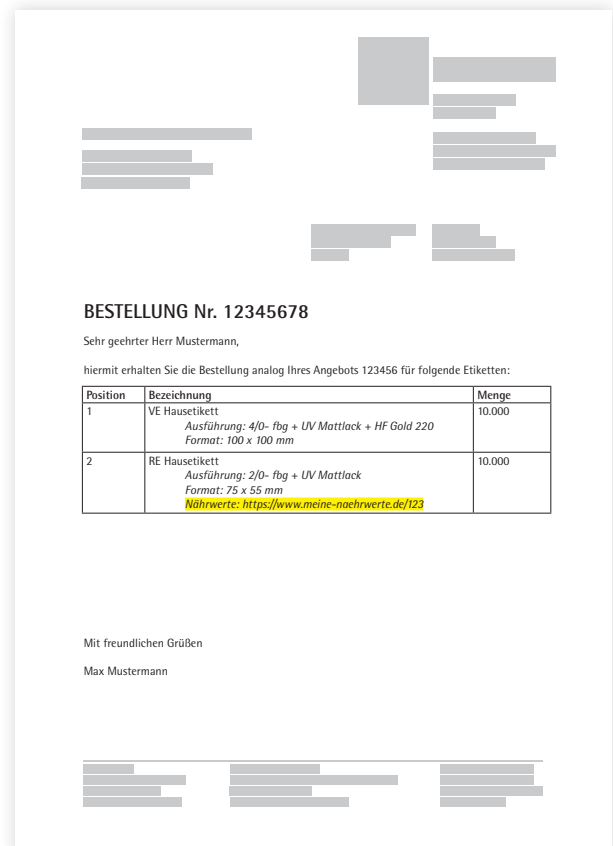 BESTELLUNG Nr. 12345678
Sehr geehrter Herr Mustermann,
hiermit erhalten Sie die Bestellung analog Ihres Angebots 123456 für folgende Etiketten:
Position Bezeichnung Menge
1 VE Hausetikett 10.000
Ausführung: 4/0- fbg + UV Mattlack + HF Gold 220
Format: 100 x 100 mm
2 RE Hausetikett 10.000
Ausführung: 2/0- fbg + UV Mattlack
Format: 75 x 55 mm
Nährwerte: https://www.meine-naehrwerte.de/123
Mit freundlichen Grüßen
Max Mustermann